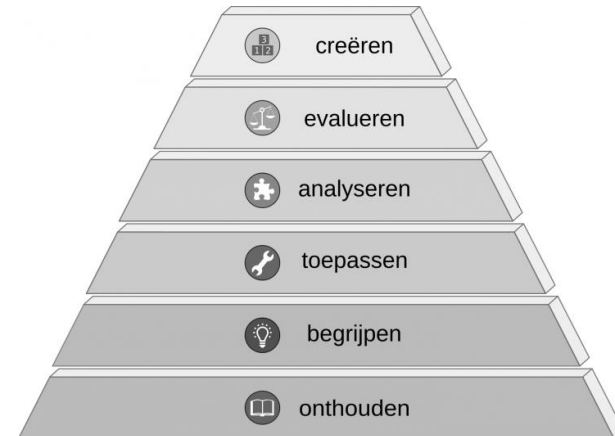 creëren
evalueren
analyseren
toepassen
begrijpen
onthouden